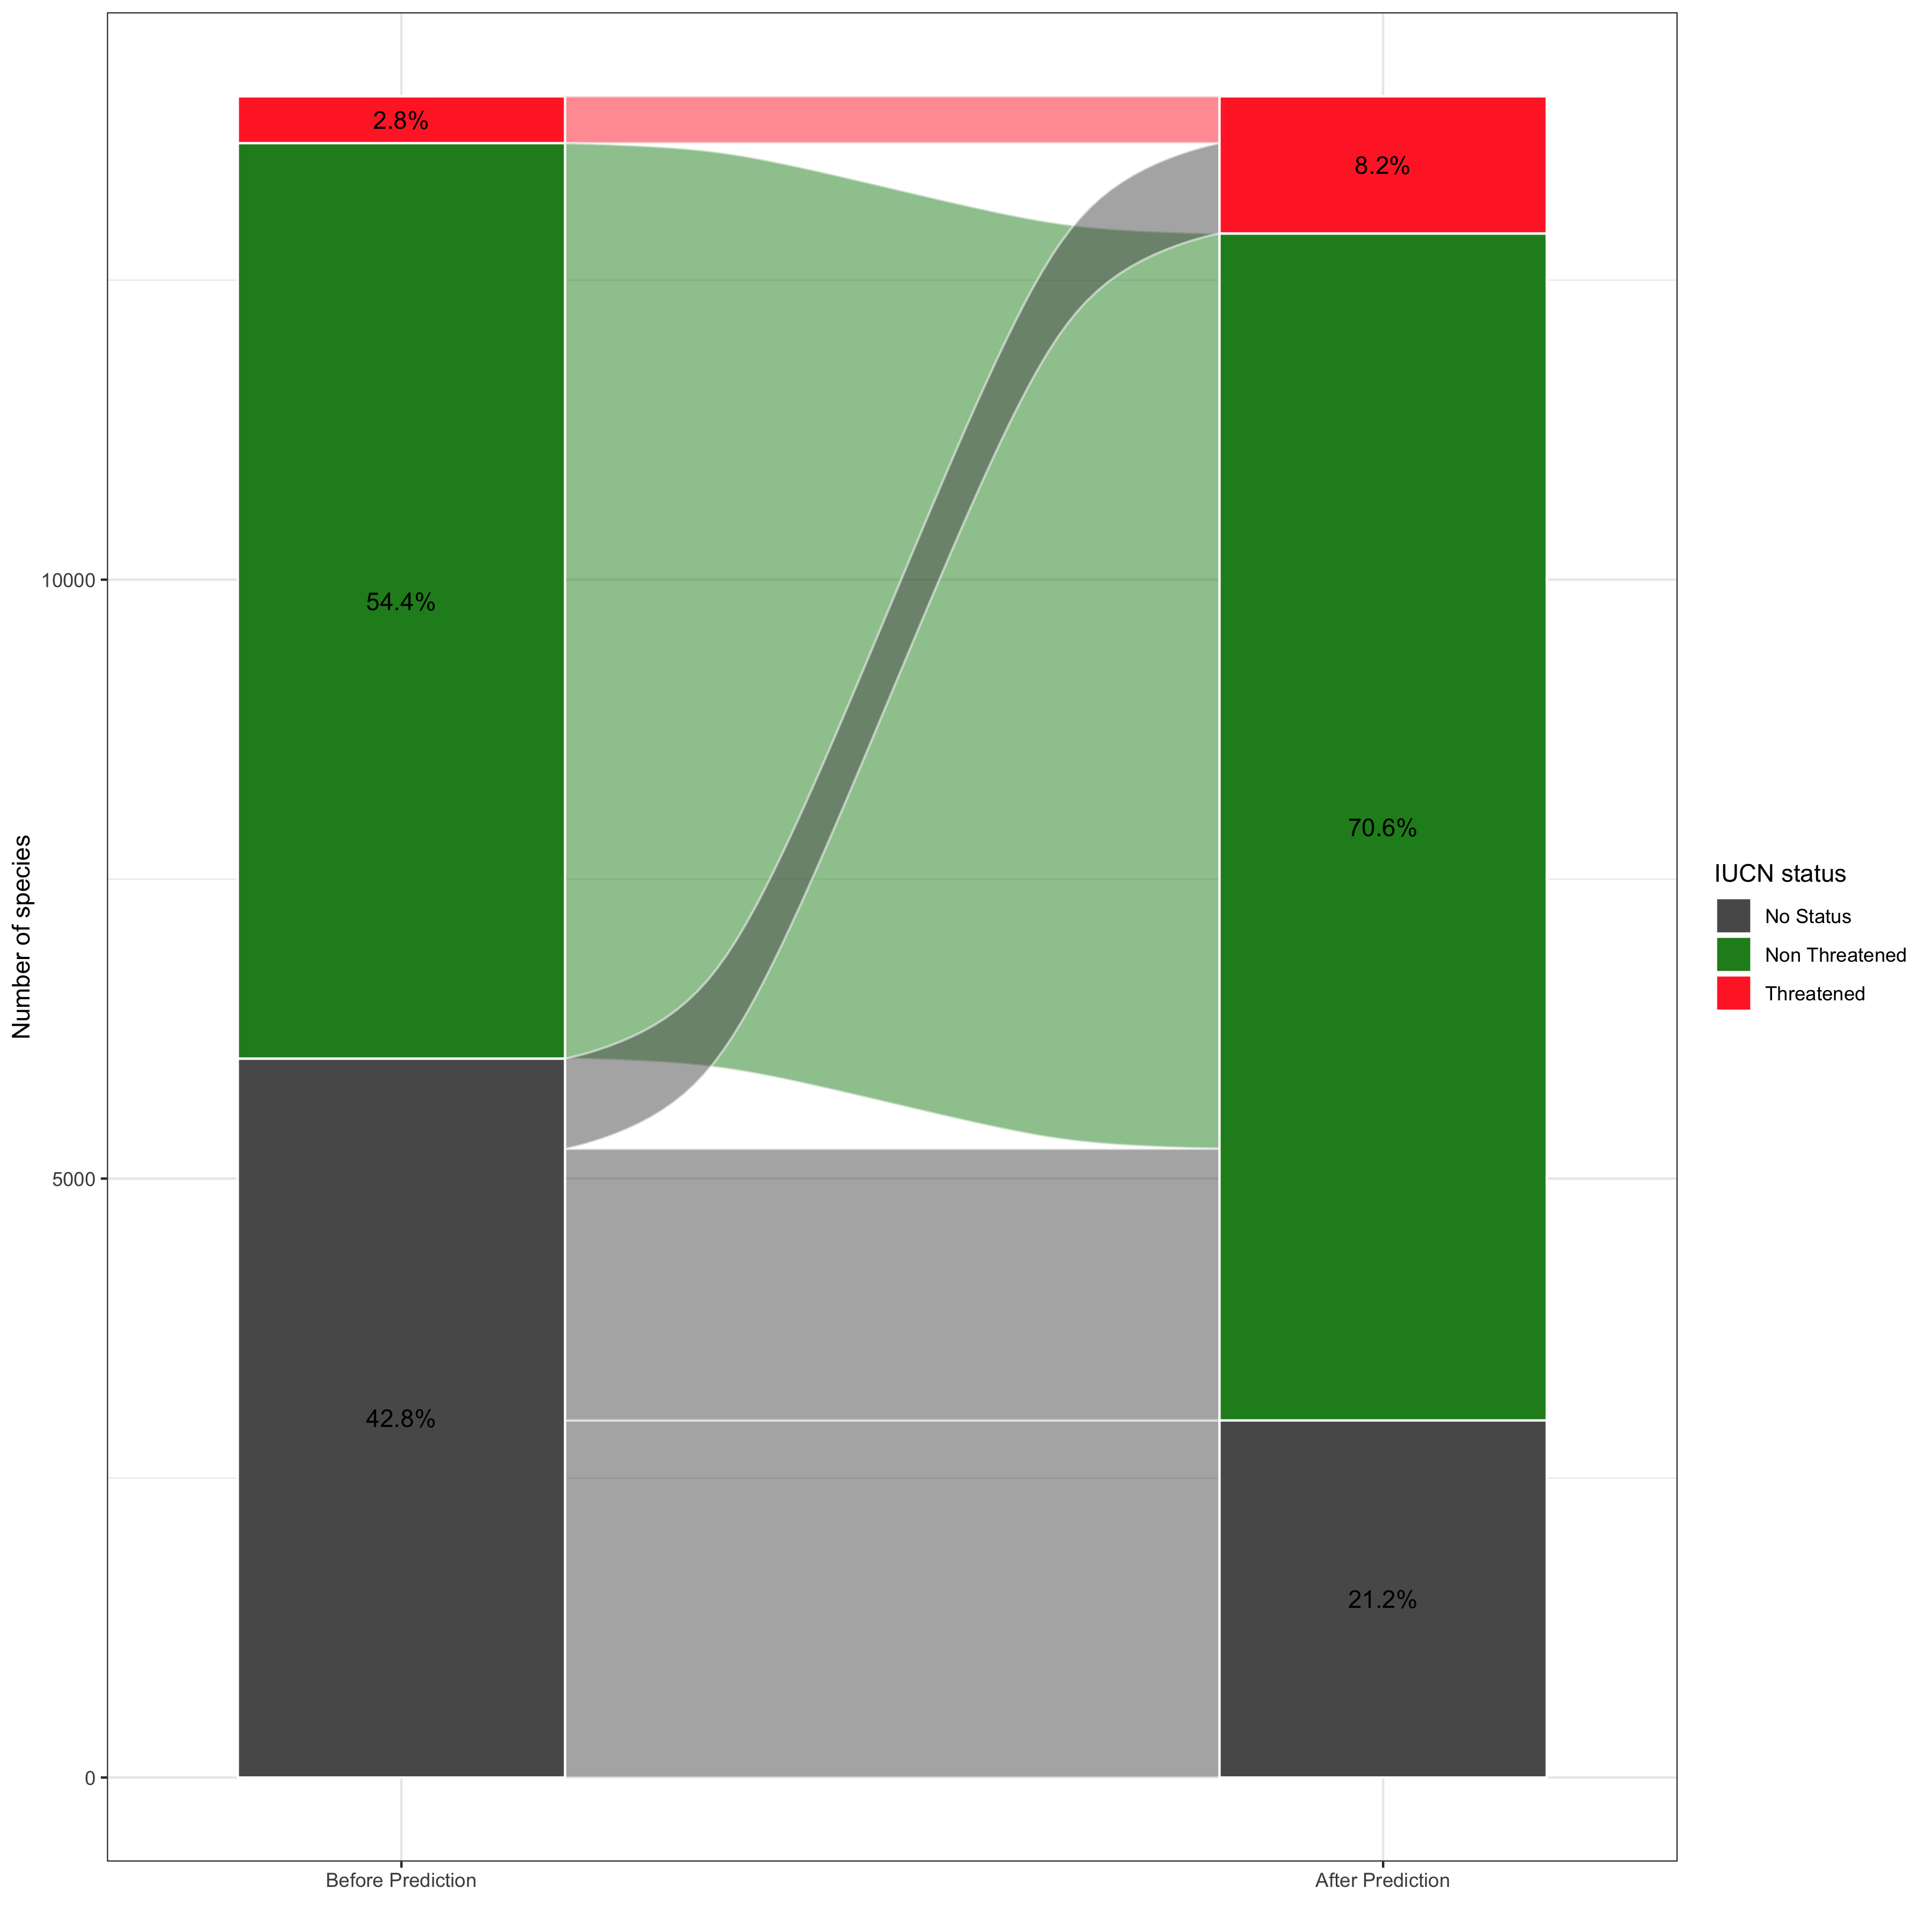 2.8%
8.2%
54.4%
70.6%
42.8%
21.2%
10000
5000
0
Number of species
Before Prediction
After Prediction
IUCN status
No Status
Non Threatened
Threatened